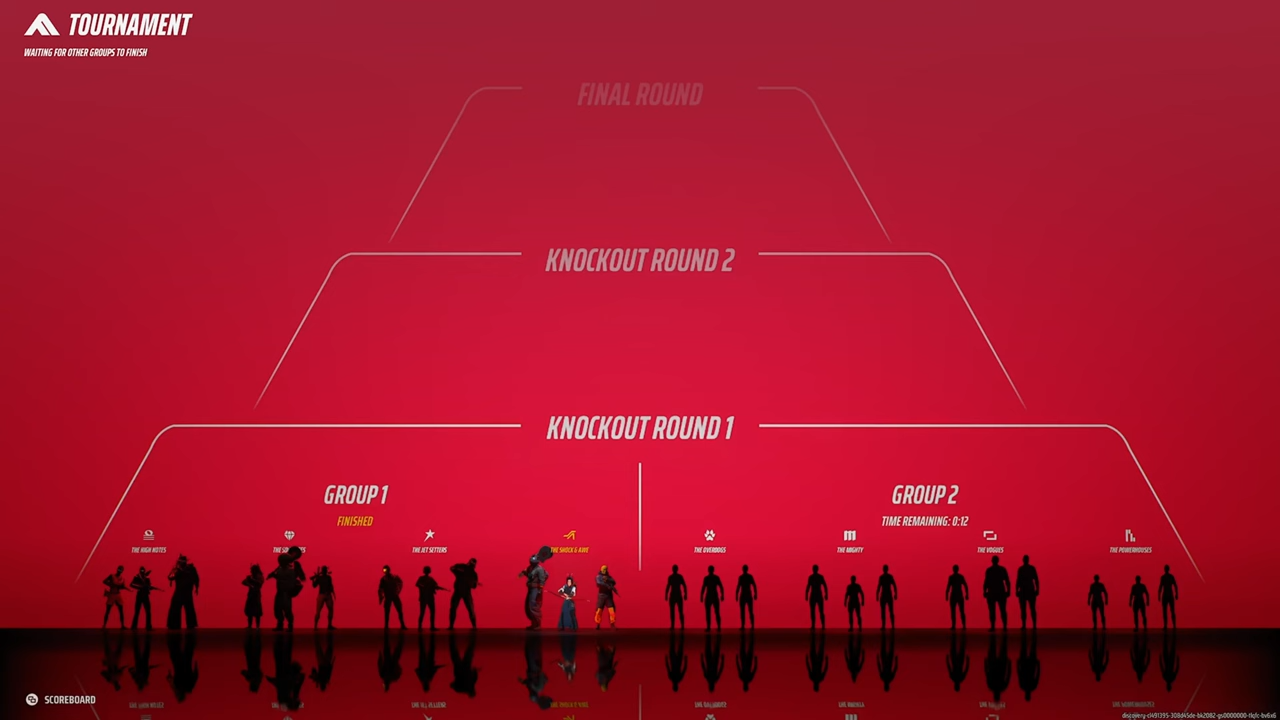 TOURNAMENT
WAITING FOR OTHER GROUPS TO FINISH
FINAL ROUND
KNOCKOUT ROUND 2
KNOCKOUT ROUND 1
GROUP 1
FINISHED
GROUP 2
TIME REMAINING: 0:12
THE HIGH NOTES
THE
THE JET SETTERS
THE SHOCK & AWE
THE OVERDOGS
THE MIGHTY
THE VOGUES
THE POWERHOUSES
SCOREBOARD